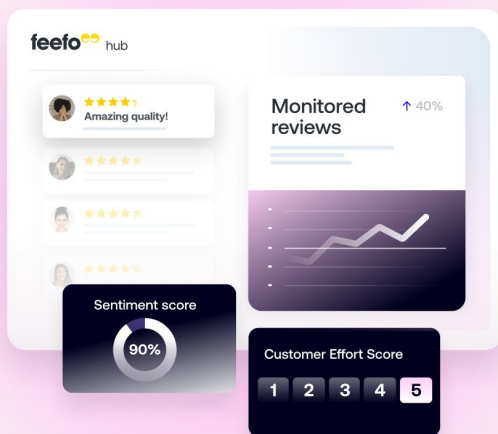 feefo hub
Amazing quality!
Monitored
reviews
↑ 40%
Sentiment score
90%
Customer Effort Score
1 2 3 4 5